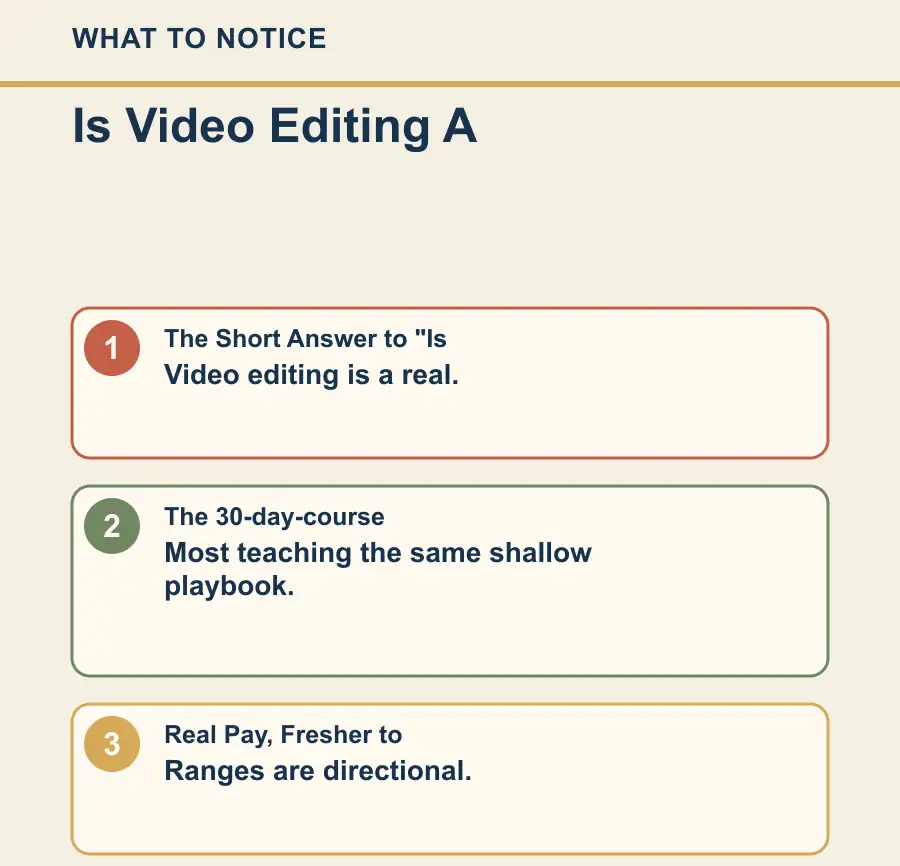 WHAT TO NOTICE
Is Video Editing A
1
The Short Answer to "Is
Video editing is a real.
2
The 30-day-course
Most teaching the same shallow
playbook.
3
Real Pay, Fresher to
Ranges are directional.